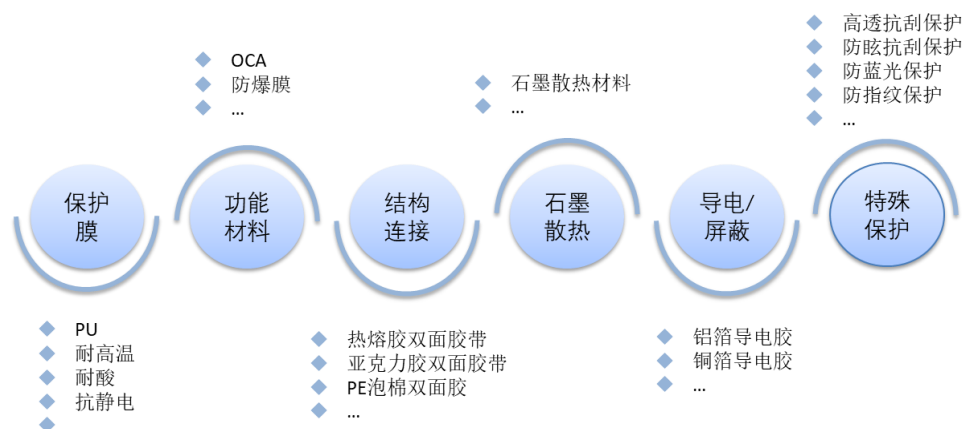 高透抗刮保护
防眩抗刮保护
防蓝光保护
防指纹保护
…
OCA
防爆膜
…
石墨散热材料
…
保护
膜
功能
材料
结构
连接
石墨
散热
导电/
屏蔽
特殊
保护
PU
耐高温
耐酸
抗静电
热熔胶双面胶带
亚克力胶双面胶带
PE泡棉双面胶
…
铝箔导电胶
铜箔导电胶
…